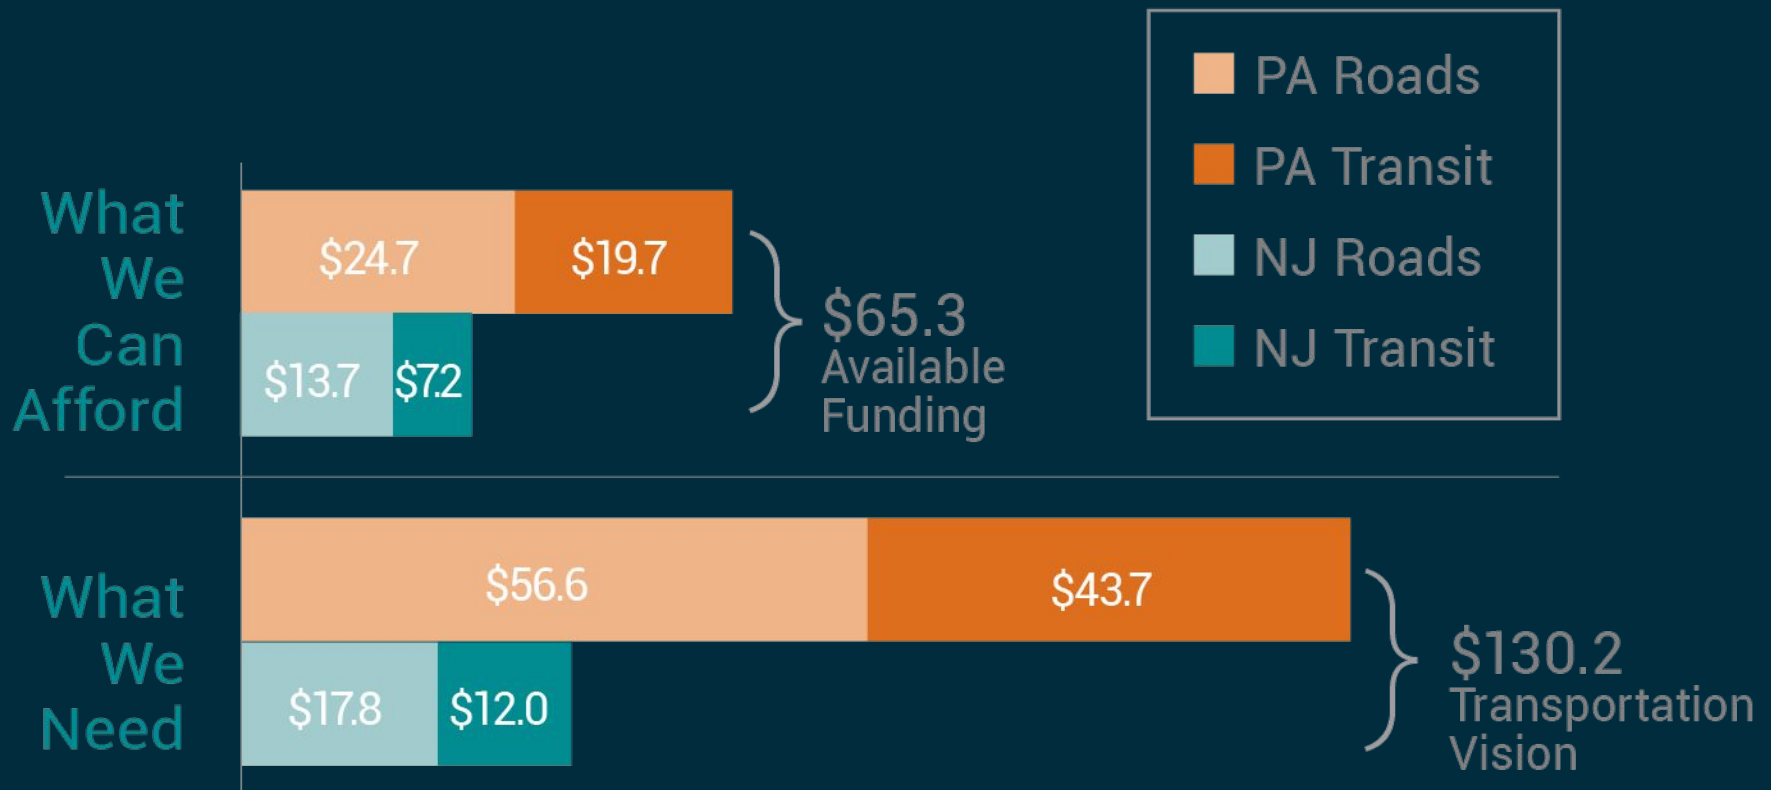 PA Roads
PA Transit
NJ Roads
NJ Transit
What
We
Can
Afford
$24.7
$19.7
$13.7
$7.2
$65.3
Available
Funding
What
We
Need
$56.6
$43.7
$17.8
$12.0
$130.2
Transportation
Vision